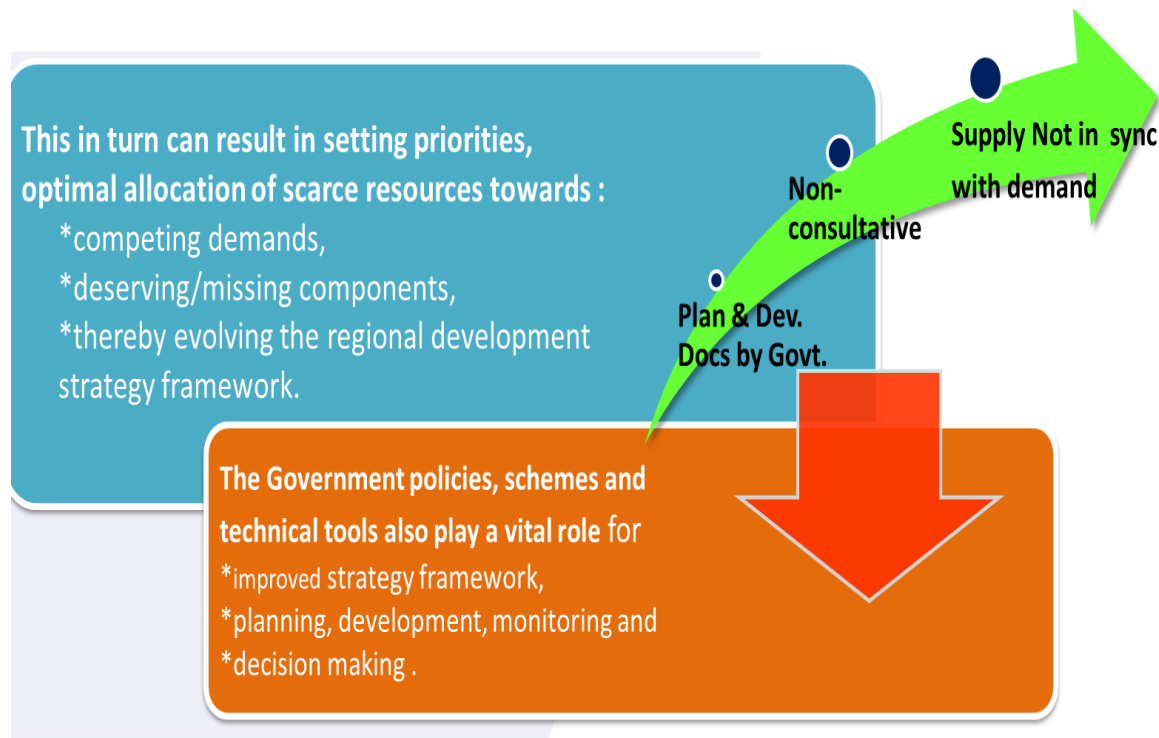 This in turn can result in setting priorities,
optimal allocation of scarce resources towards :
*competing demands,
*deserving/missing components,
*thereby evolving the regional development
strategy framework.
Supply Not in sync
with demand
Non-
consultative
Plan & Dev.
Docs by Govt.
The Government policies, schemes and
technical tools also play a vital role for
*improved strategy framework,
*planning, development, monitoring and
*decision making .